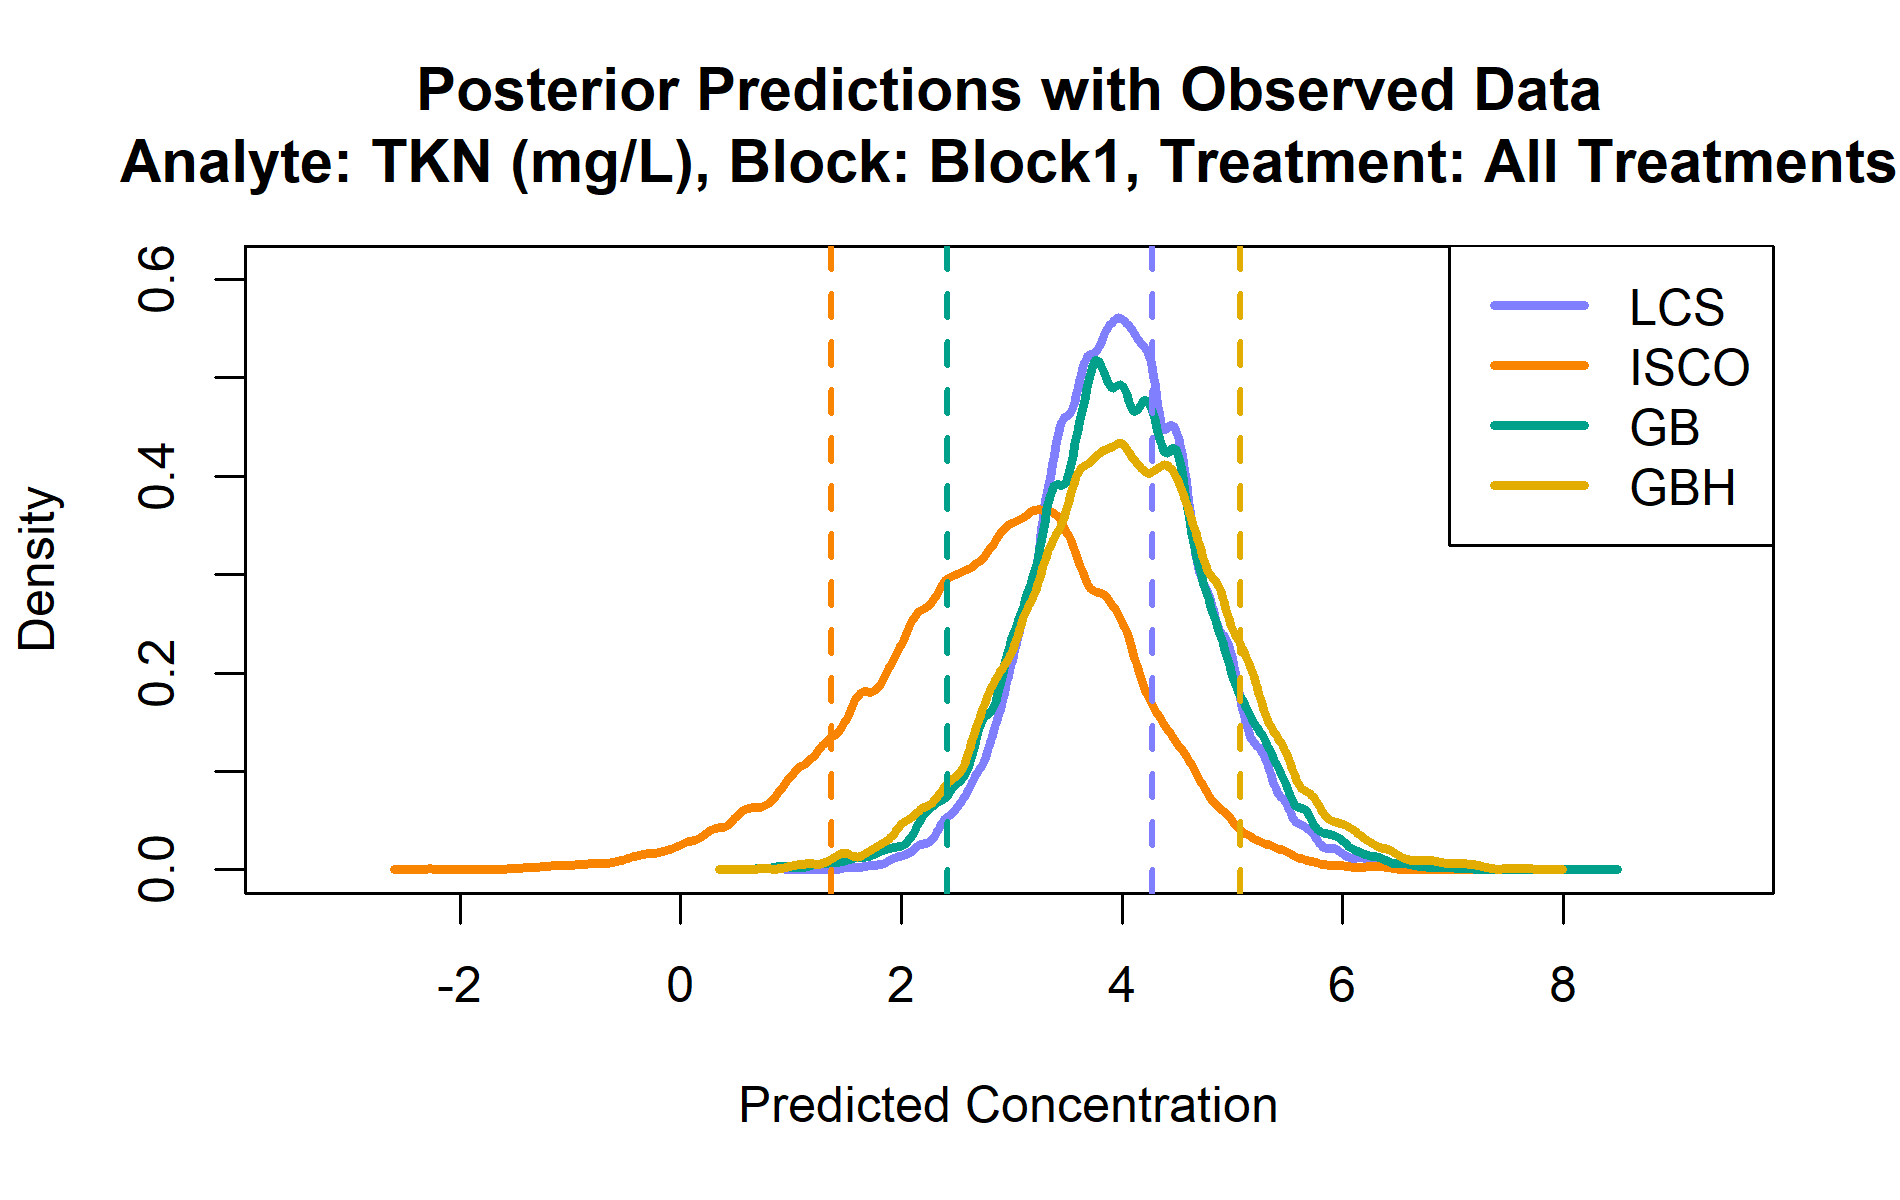 Posterior Predictions with Observed Data
Analyte: TKN (mg/L), Block: Block1, Treatment: All Treatments
Density
0.6
0.4
0.2
0.0
LCS
ISCO
GB
GBH
-2 0 2 4 6 8
Predicted Concentration